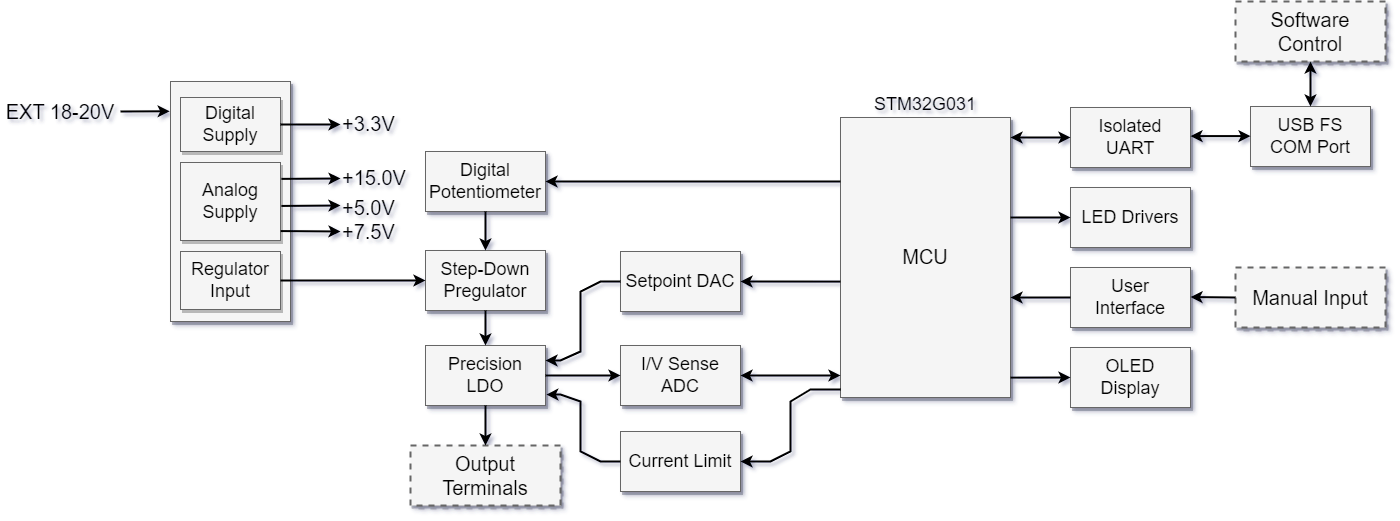 Software
Control
EXT 18-20V
Digital
Supply
+3.3V
Analog
Supply
+15.0V
+5.0V
+7.5V
Regulator
Input
Digital
Potentiometer
Step-Down
Pregulator
Precision
LDO
Output
Terminals
Setpoint DAC
I/V Sense
ADC
Current Limit
STM32G031
MCU
Isolated
UART
USB FS
COM Port
LED Drivers
User
Interface
Manual Input
OLED
Display